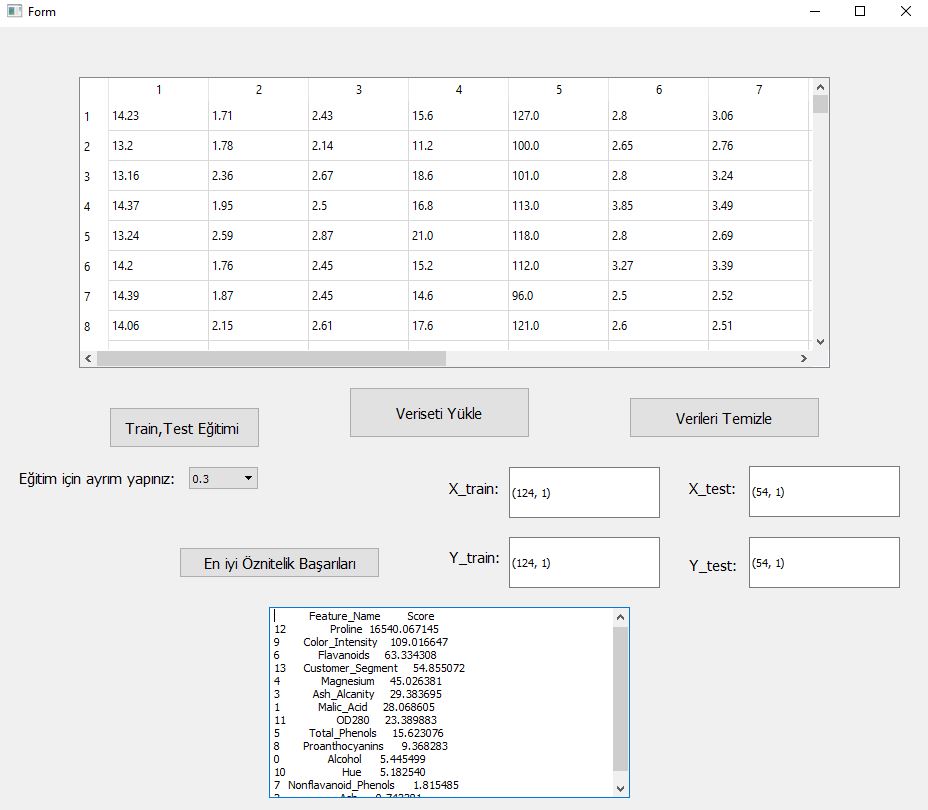 Form
1 2 3 4 5 6 7
1 14.23 1.71 2.43 15.6 127.0 2.8 3.06
2 13.2 1.78 2.14 11.2 100.0 2.65 2.76
3 13.16 2.36 2.67 18.6 101.0 2.8 3.24
4 14.37 1.95 2.5 16.8 113.0 3.85 3.49
5 13.24 2.59 2.87 21.0 118.0 2.8 2.69
6 14.2 1.76 2.45 15.2 112.0 3.27 3.39
7 14.39 1.87 2.45 14.6 96.0 2.5 2.52
8 14.06 2.15 2.61 17.6 121.0 2.6 2.51
Train,Test Eğitimi Veriseti Yükle Verileri Temizle
Eğitim için ayrım yapınız: 0.3
X_train: (124, 1) X_test: (54, 1)
Y_train: (124, 1) Y_test: (54, 1)
En iyi Öznitelik Başarıları
Feature_Name Score
12 Proline 16540.067145
9 Color_Intensity 109.016647
6 Flavanoids 63.334308
13 Customer_Segment 54.855072
4 Magnesium 45.026381
3 Ash_Alcanity 29.383695
1 Malic_Acid 28.068605
11 OD280 23.389883
5 Total_Phenols 15.623076
8 Proanthocyanins 9.368283
0 Alcohol 5.445499
10 Hue 5.182540
7 Nonflavanoid_Phenols 1.815485
2 Ash